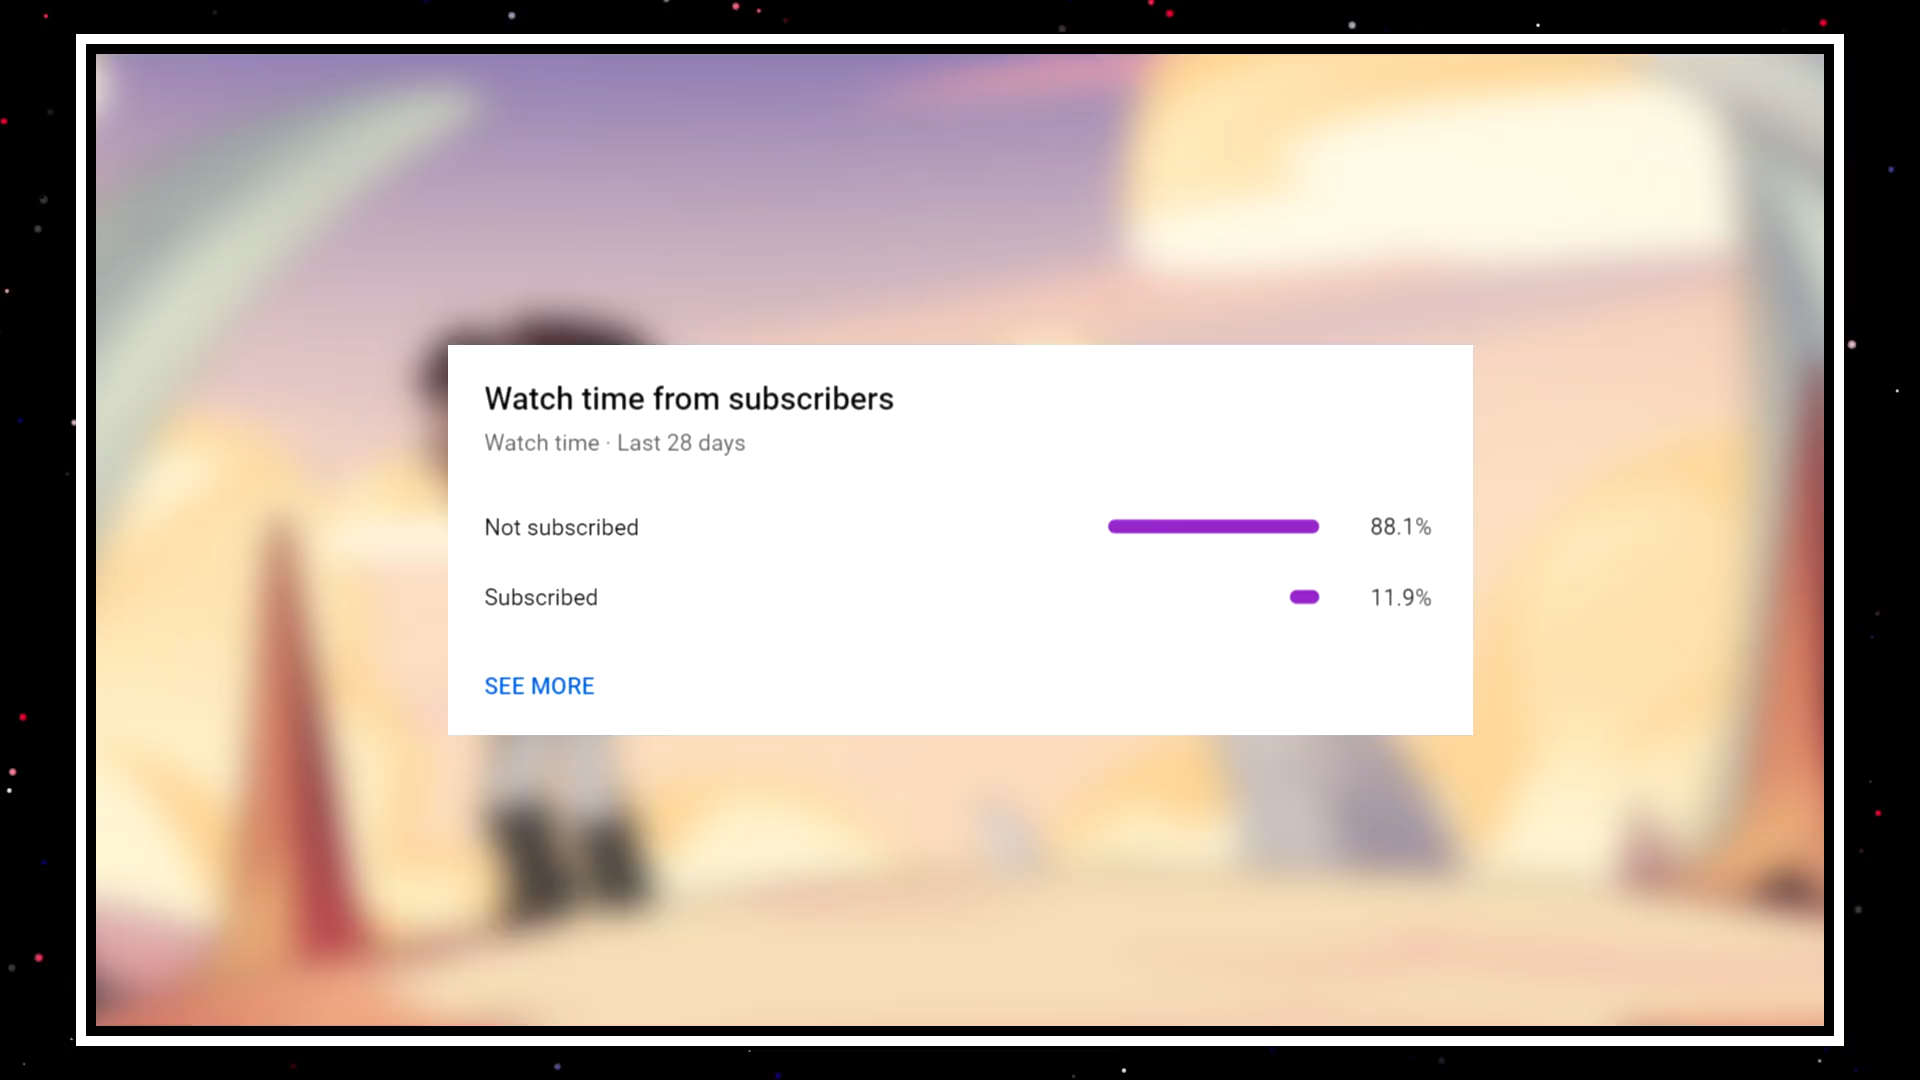 Watch time from subscribers
Watch time · Last 28 days
Not subscribed 88.1%
Subscribed 11.9%
SEE MORE